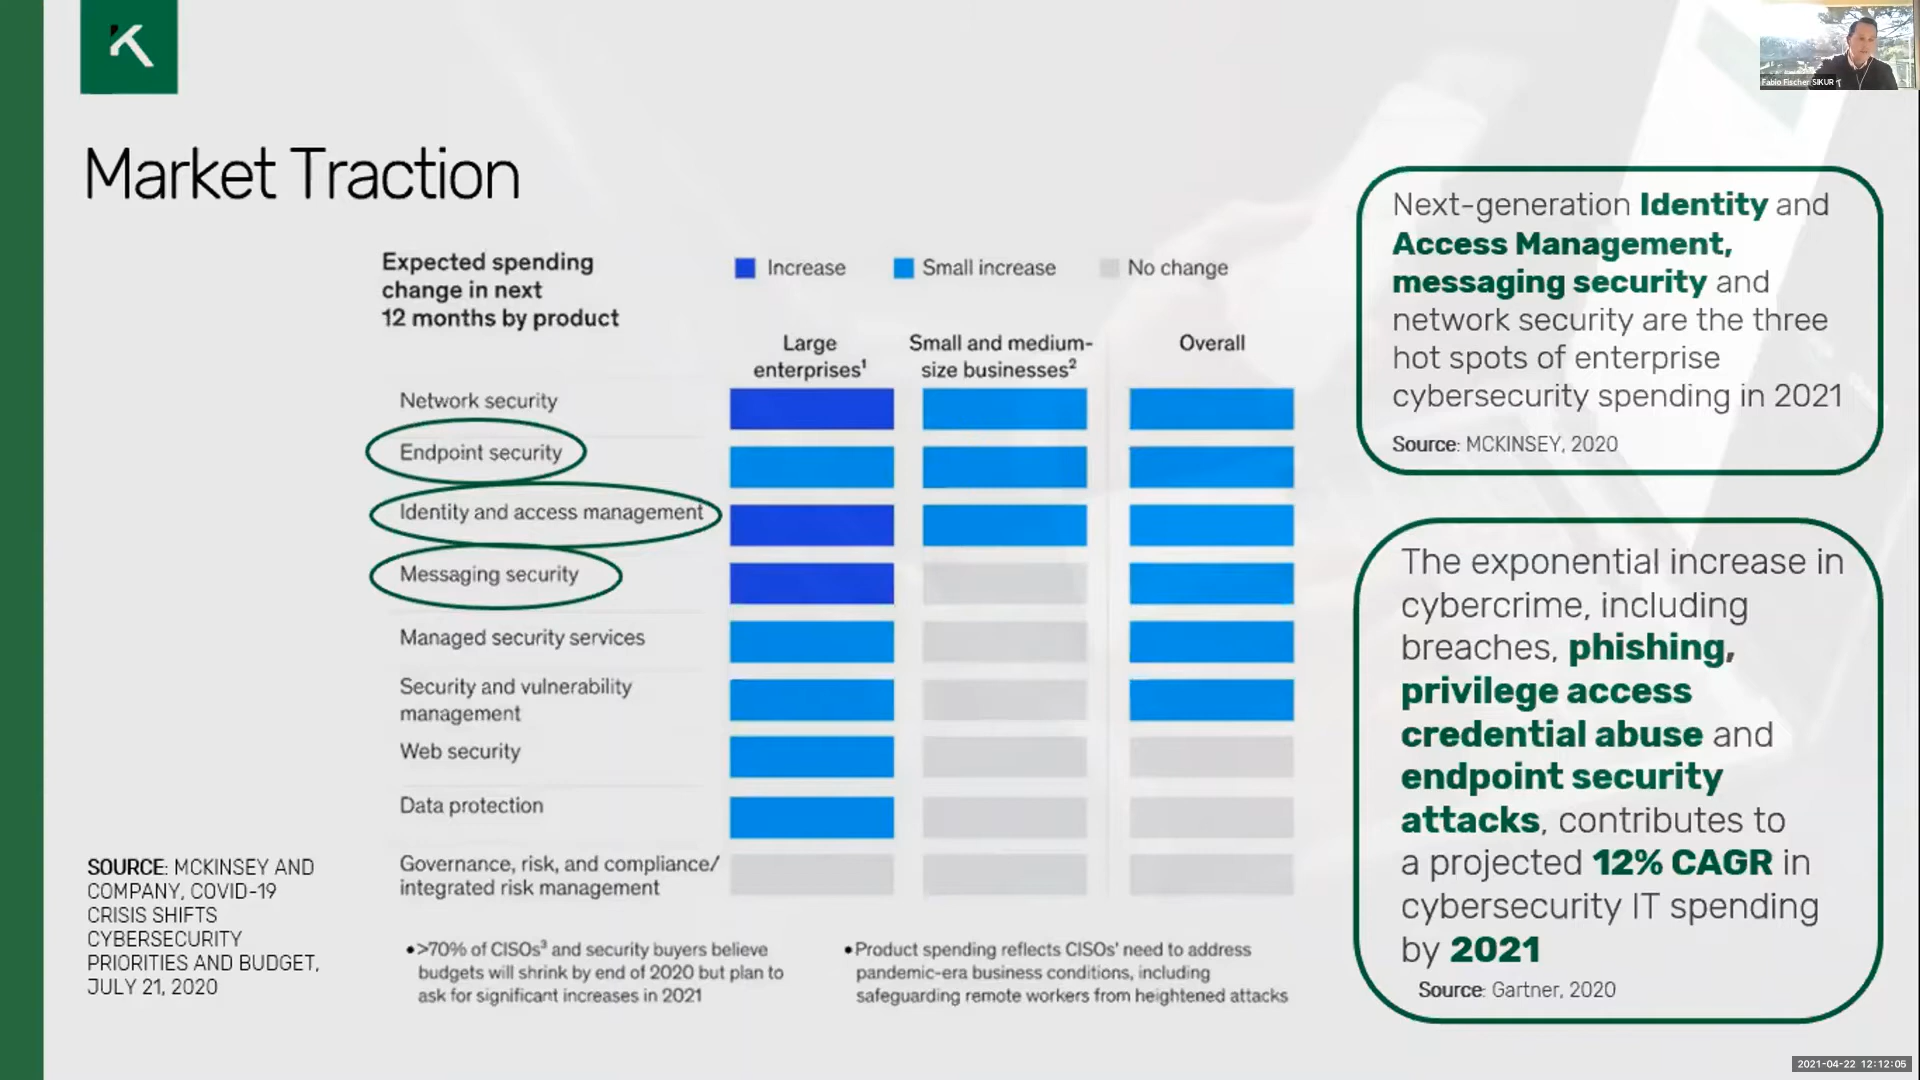 Fabio Fischer SIKUR
Market Traction
Expected spending
change in next
12 months by product
Increase
Small increase
No change
Large
enterprises¹
Small and medium-
size businesses²
Overall
Network security
Endpoint security
Identity and access management
Messaging security
Managed security services
Security and vulnerability
management
Web security
Data protection
Governance, risk, and compliance/
integrated risk management
•>70% of CISOs³ and security buyers believe
budgets will shrink by end of 2020 but plan to
ask for significant increases in 2021
•Product spending reflects CISOs' need to address
pandemic-era business conditions, including
safeguarding remote workers from heightened attacks
SOURCE: MCKINSEY AND
COMPANY, COVID-19
CRISIS SHIFTS
CYBERSECURITY
PRIORITIES AND BUDGET,
JULY 21, 2020
Next-generation Identity and
Access Management,
messaging security and
network security are the three
hot spots of enterprise
cybersecurity spending in 2021
Source: MCKINSEY, 2020
The exponential increase in
cybercrime, including
breaches, phishing,
privilege access
credential abuse and
endpoint security
attacks, contributes to
a projected 12% CAGR in
cybersecurity IT spending
by 2021
Source: Gartner, 2020
2021-04-22 12:12:05